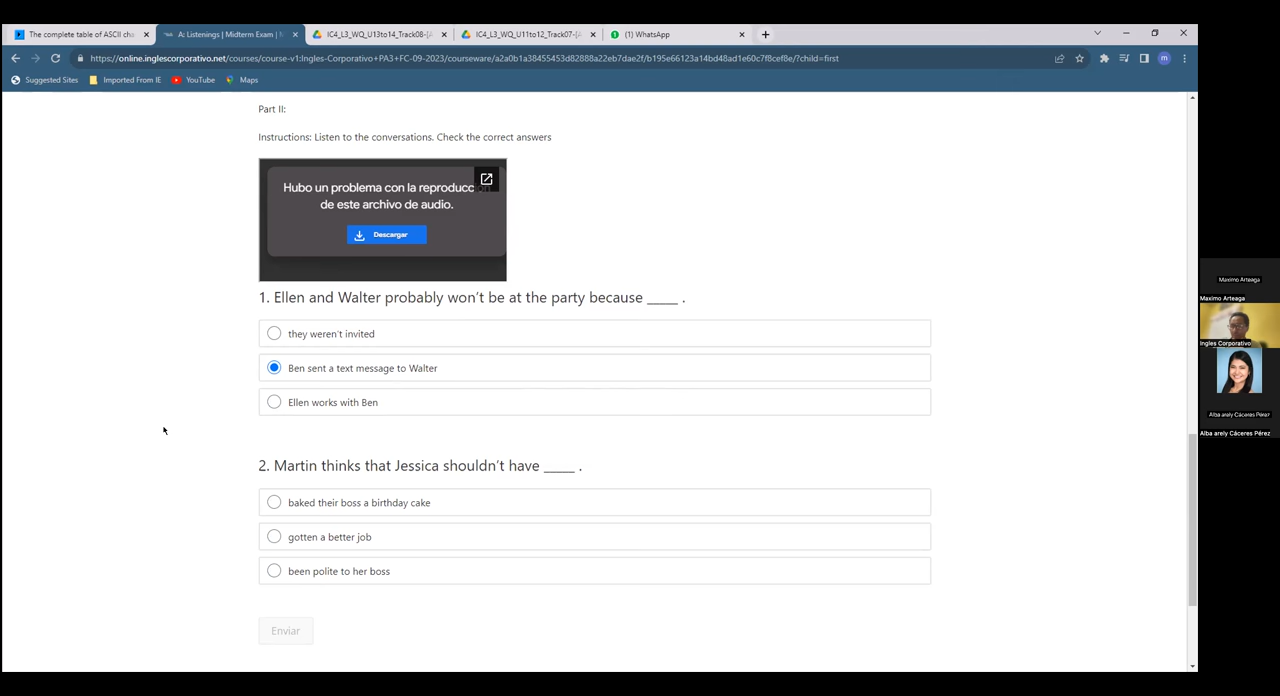 The complete table of ASCII cha
A: Listenings | Midterm Exam |
IC4_L3_WQ_U13to14_Track08-[A
IC4_L3_WQ_U11to12_Track07-[A
(1) WhatsApp
https://online.inglescorporativo.net/courses/course-v1:Ingles-Corporativo+PA3+FC-09-2023/courseware/a2a0b1a38455453d82888a22eb7dae2f/b195e66123a14bd48ad1e60c7f8cef8e/?child=first
Suggested Sites
Imported From IE
YouTube
Maps
Part II:
Instructions: Listen to the conversations. Check the correct answers
Hubo un problema con la reproducc
de este archivo de audio.
Descargar
1. Ellen and Walter probably won't be at the party because _____ .
they weren't invited
Ben sent a text message to Walter
Ellen works with Ben
2. Martin thinks that Jessica shouldn't have _____ .
baked their boss a birthday cake
gotten a better job
been polite to her boss
Enviar
Maximo Arteaga
Maximo Arteaga
Ingles Corporativo
Alba arely Cáceres Pérez
Alba arely Cáceres Pérez